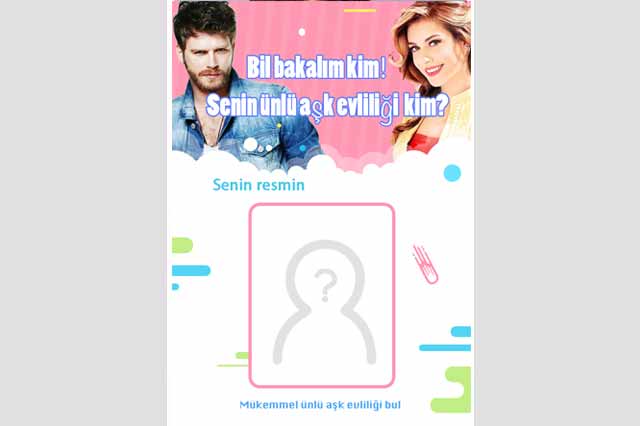 Bil bakalım kim!
Senin ünlü aşk evliliği kim?
Senin resmin
?
Mükemmel ünlü aşk evliliği bul